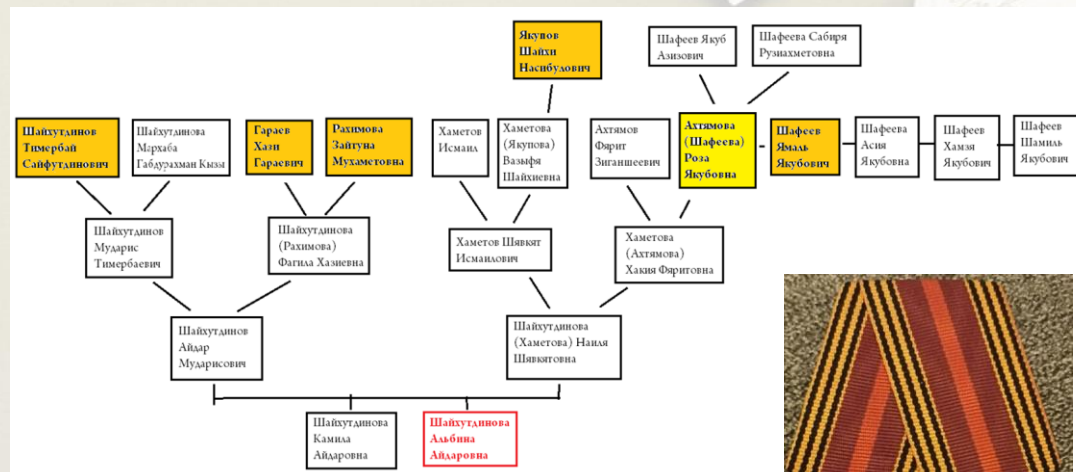 Якупов
Шайхи
Насибулович
Шафеев Якуб
Азизович
Шафеева Сабиря
Рузиахметовна
Шайхутдинов
Тимербай
Сайфутдинович
Шайхутдинова
Мархаба
Габдурахман Кызы
Гараев
Хази
Гараевич
Рахимова
Зайтуна
Мухаметовна
Хаметов
Исмаил
Хаметова
(Якупова)
Вазыфя
Шайхиевна
Ахтямов
Фярит
Зиганшеевич
Ахтямова
(Шафеева)
Роза
Якубовна
Шафеев
Ямаль
Якубович
Шафеева
Асия
Якубовна
Шафеев
Хамзя
Якубович
Шафеев
Шамиль
Якубович
Шайхутдинов
Мударис
Тимербаевич
Шайхутдинова
(Рахимова)
Фагила Хазиевна
Хаметов Шявкят
Исмаилович
Хаметова
(Ахтямова)
Хакия Фяритовна
Шайхутдинов
Айдар
Мударисович
Шайхутдинова
(Хаметова) Наиля
Шявкятовна
Шайхутдинова
Камила
Айдаровна
Шайхутдинова
Альбина
Айдаровна